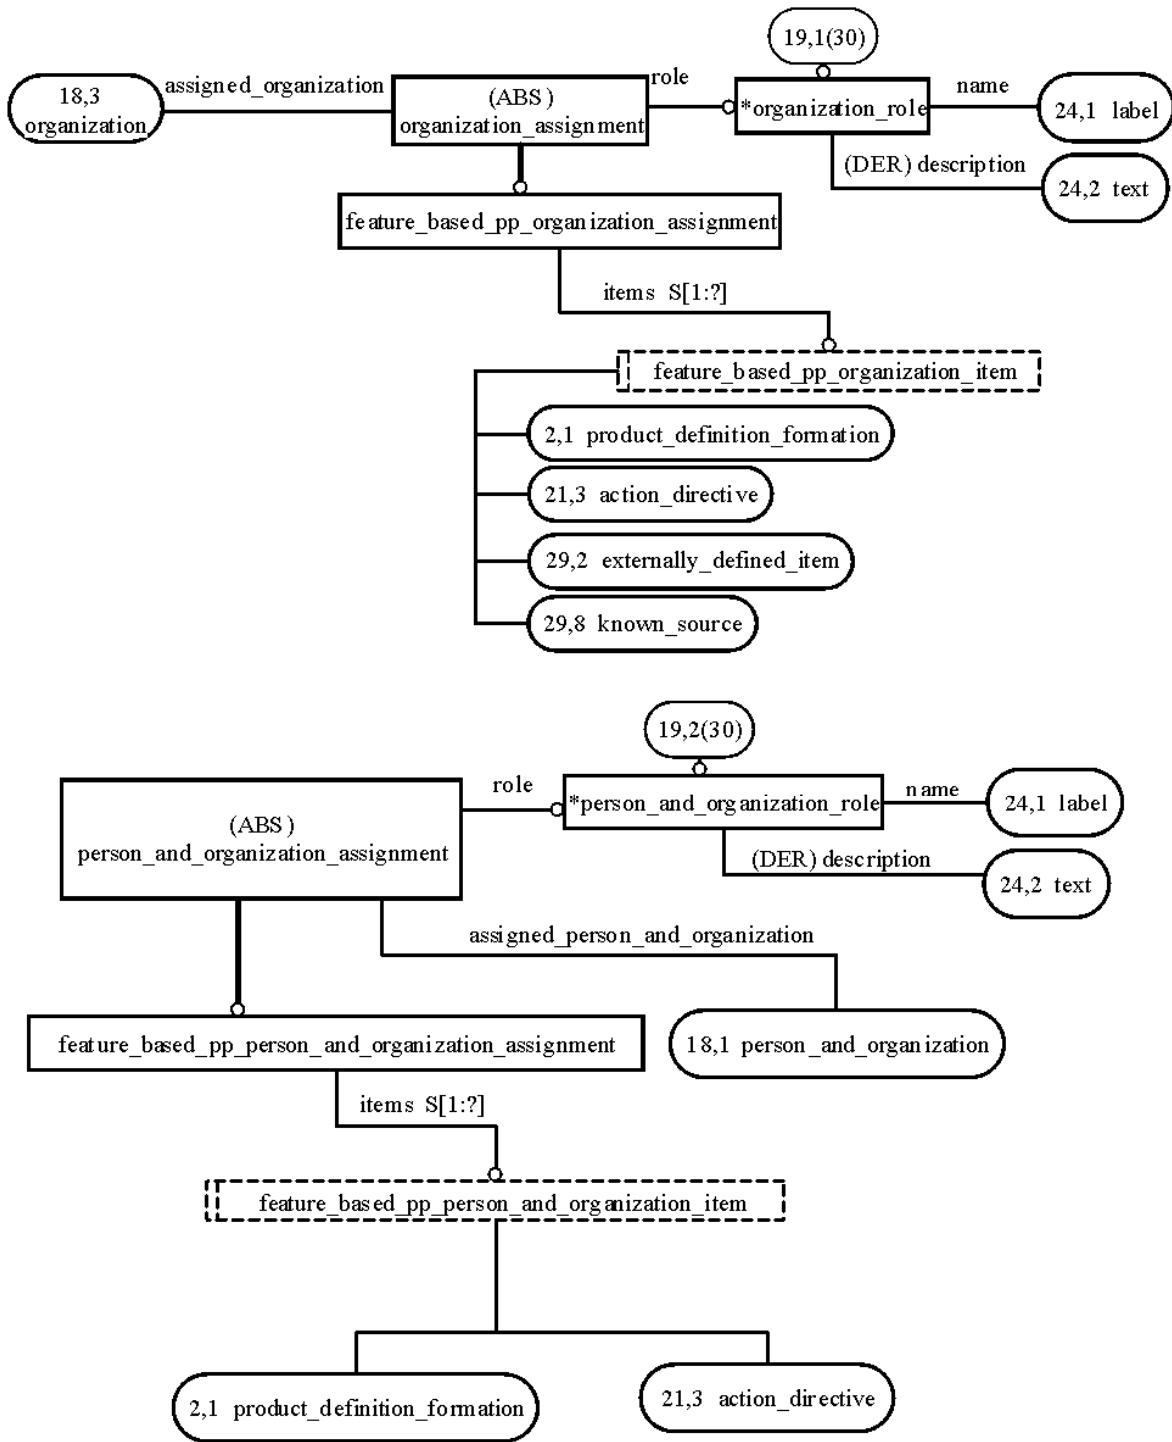 19,1(30)
assigned_organization
role
18,3
organization
(ABS)
organization_assignment
*organization_role
name
24,1 label
(DER) description
24,2 text
feature_based_pp_organization_assignment
items S[1:?]
feature_based_pp_organization_item
2,1 product_definition_formation
21,3 action_directive
29,2 externally_defined_item
29,8 known_source
19,2(30)
role
*person_and_organization_role
name
24,1 label
(ABS)
person_and_organization_assignment
(DER) description
24,2 text
assigned_person_and_organization
feature_based_pp_person_and_organization_assignment
18,1 person_and_organization
items S[1:?]
feature_based_pp_person_and_organization_item
2,1 product_definition_formation
21,3 action_directive